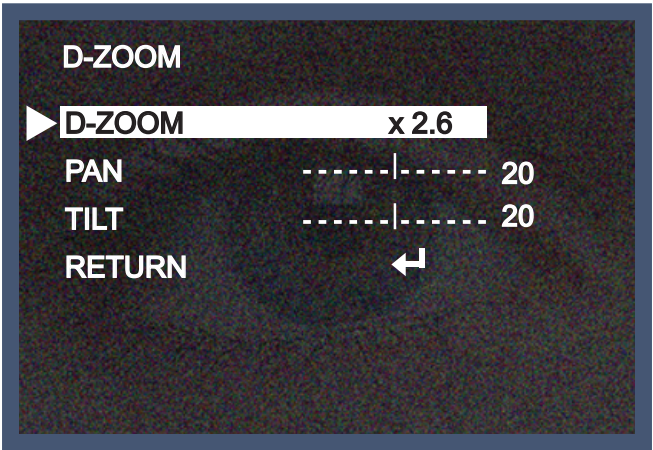 D-ZOOM
D-ZOOM x 2.6
PAN ------|------ 20
TILT ------|------ 20
RETURN ↵